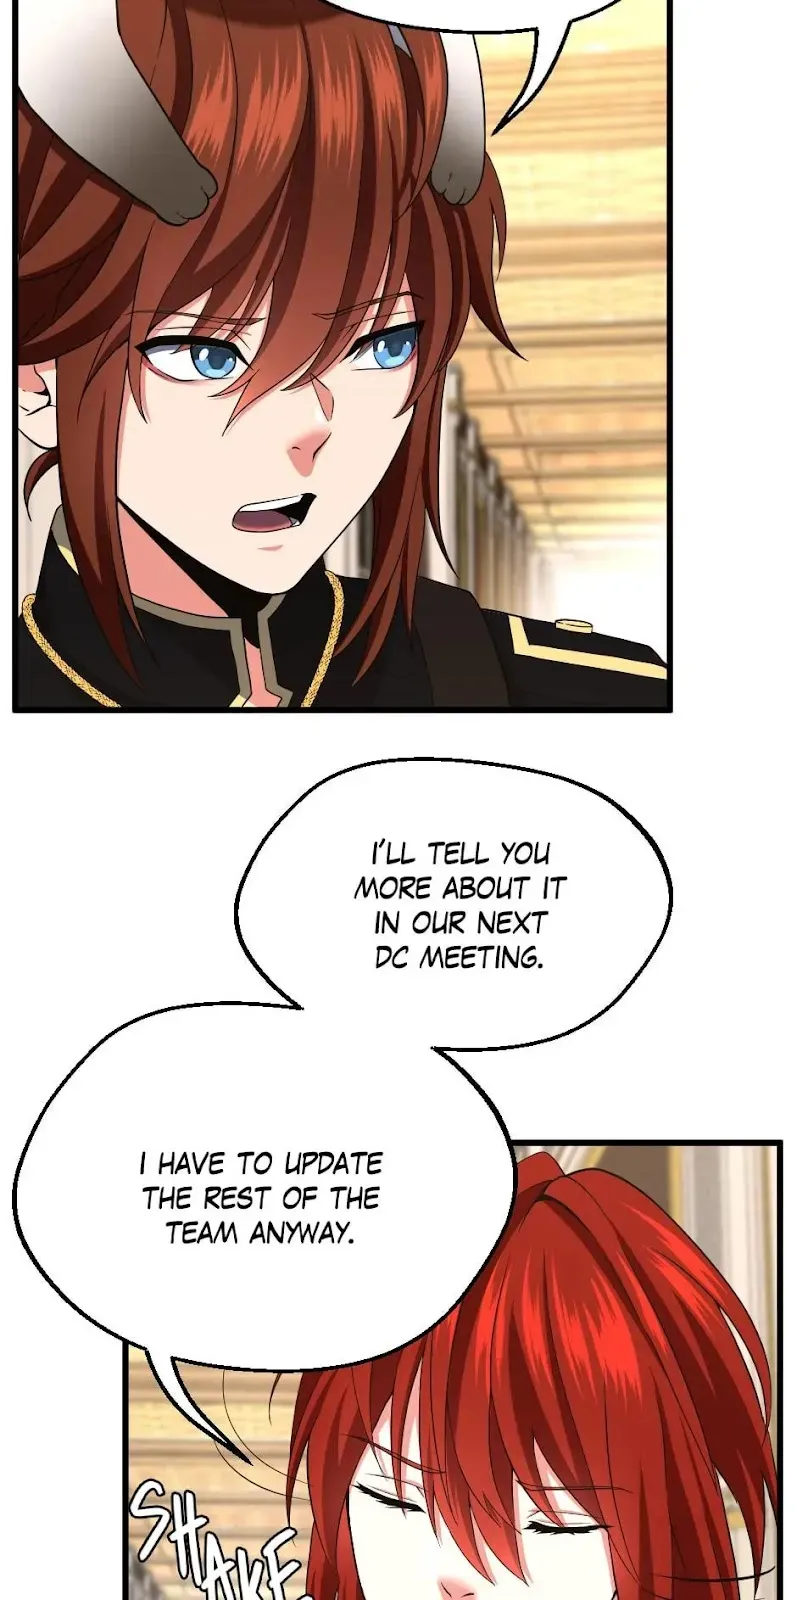 I'LL TELL YOU
MORE ABOUT IT
IN OUR NEXT
DC MEETING.
I HAVE TO UPDATE
THE REST OF THE
TEAM ANYWAY.
SHAKE